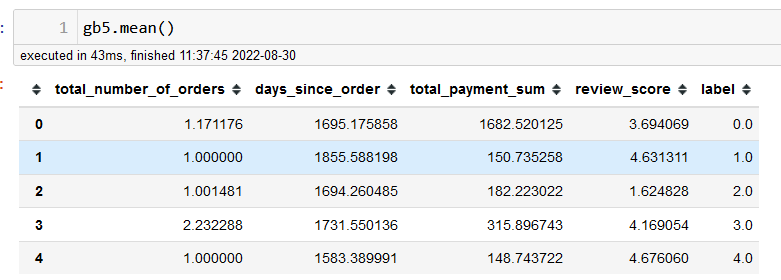 1 gb5.mean()
executed in 43ms, finished 11:37:45 2022-08-30
total_number_of_orders days_since_order total_payment_sum review_score label
0 1.171176 1695.175858 1682.520125 3.694069 0.0
1 1.000000 1855.588198 150.735258 4.631311 1.0
2 1.001481 1694.260485 182.223022 1.624828 2.0
3 2.232288 1731.550136 315.896743 4.169054 3.0
4 1.000000 1583.389991 148.743722 4.676060 4.0